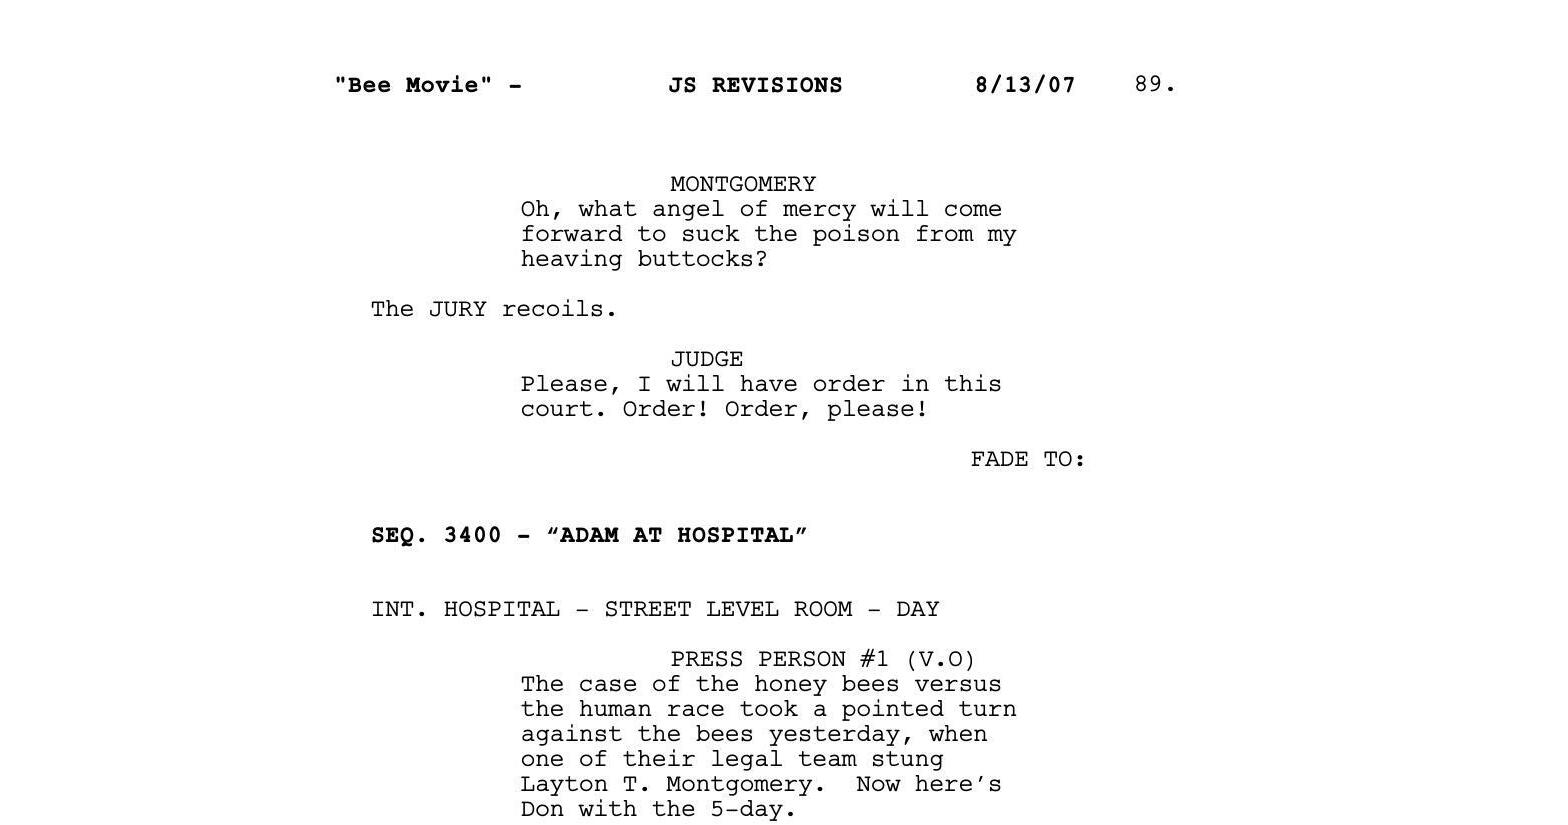 "Bee Movie" - JS REVISIONS 8/13/07 89.
MONTGOMERY
Oh, what angel of mercy will come
forward to suck the poison from my
heaving buttocks?
The JURY recoils.
JUDGE
Please, I will have order in this
court. Order! Order, please!
FADE TO:
SEQ. 3400 - “ADAM AT HOSPITAL”
INT. HOSPITAL - STREET LEVEL ROOM - DAY
PRESS PERSON #1 (V.O)
The case of the honey bees versus
the human race took a pointed turn
against the bees yesterday, when
one of their legal team stung
Layton T. Montgomery.  Now here’s
Don with the 5-day.